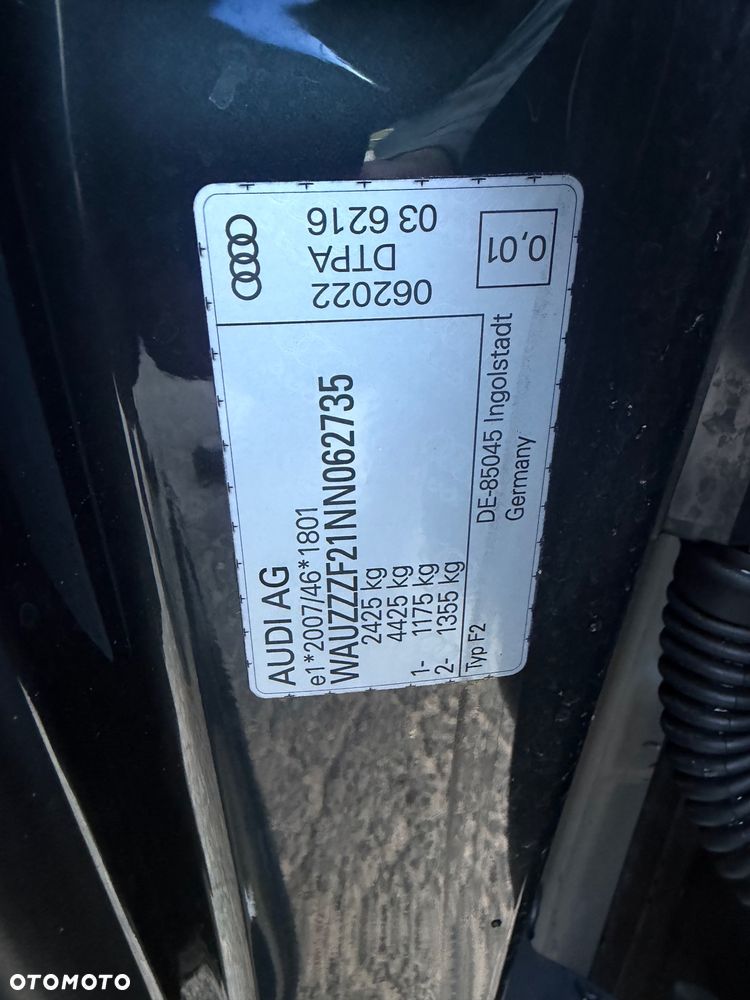 AUDI AG
e1*2007/46*1801
WAUZZZF21NN062735
2425 kg
4425 kg
1- 1175 kg
2- 1355 kg
Typ F2
DE-85045 Ingolstadt
Germany
062022
DTPA
03 6216
0,01
OTOMOTO